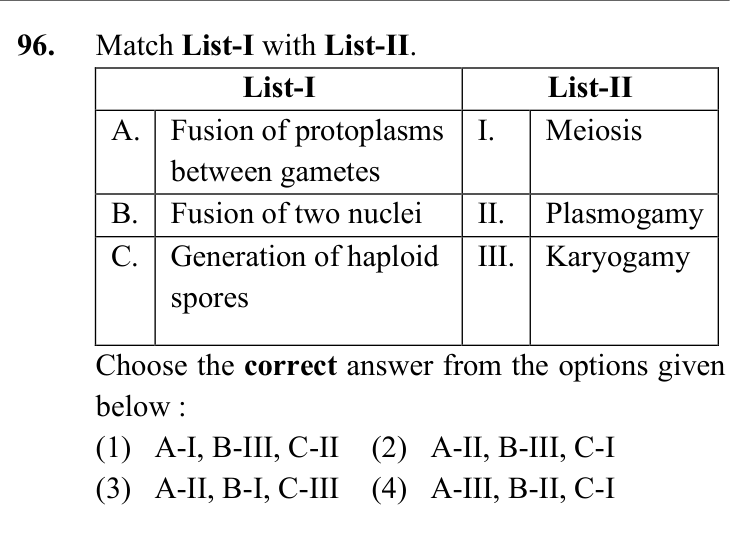 96. Match List-I with List-II.
List-I List-II
A. Fusion of protoplasms I. Meiosis
between gametes
B. Fusion of two nuclei II. Plasmogamy
C. Generation of haploid III. Karyogamy
spores
Choose the correct answer from the options given
below :
(1) A-I, B-III, C-II (2) A-II, B-III, C-I
(3) A-II, B-I, C-III (4) A-III, B-II, C-I